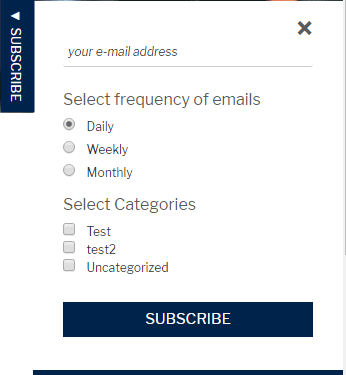 SUBSCRIBE
your e-mail address
Select frequency of emails
Daily
Weekly
Monthly
Select Categories
Test
test2
Uncategorized
SUBSCRIBE